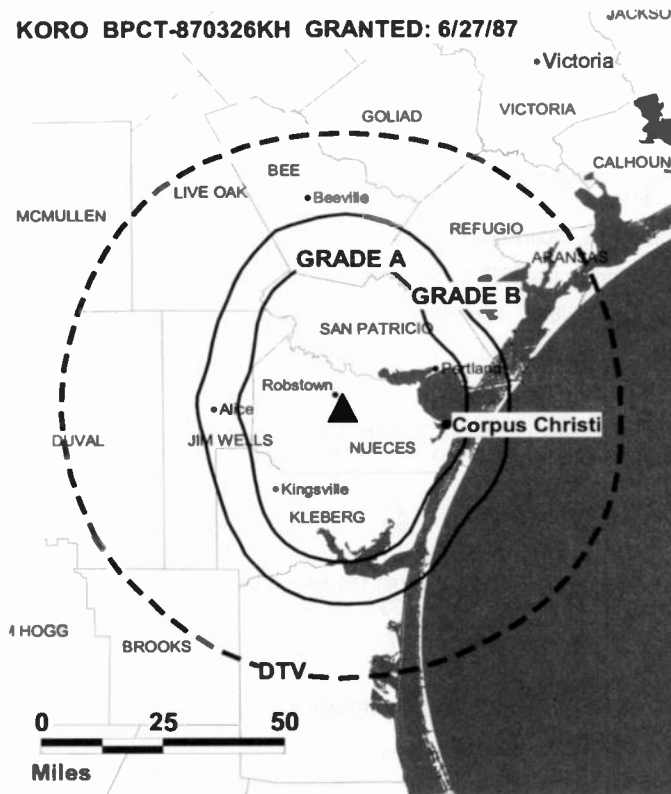 KORO BPCT-870326KH GRANTED: 6/27/87
JACKSO
Victoria
VICTORIA
GOLIAD
CALHOUN
BEE
LIVE OAK
Beeville
MCMULLEN
REFUGIO
ARANSAS
GRADE A
GRADE B
SAN PATRICIO
Portland
Robstown
Alice
Corpus Christi
DUVAL
JIM WELLS
NUECES
Kingsville
KLEBERG
M HOGG
BROOKS
DTV
0 25 50
Miles